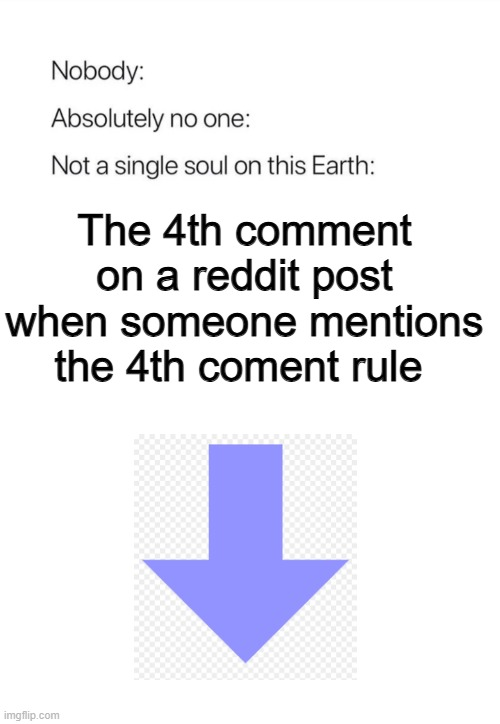 Nobody:
Absolutely no one:
Not a single soul on this Earth:
The 4th comment
on a reddit post
when someone mentions
the 4th coment rule
imgflip.com